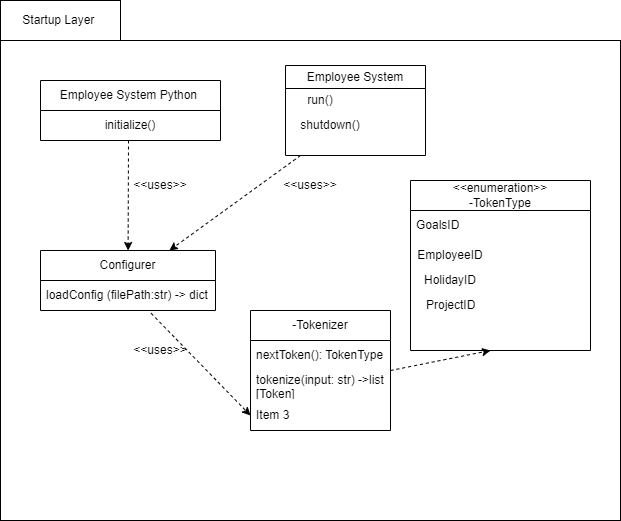 Startup Layer
Employee System Python
initialize()
Employee System
run()
shutdown()
<<uses>>
<<uses>>
<<enumeration>>
-TokenType
GoalsID
EmployeeID
HolidayID
ProjectID
Configurer
loadConfig (filePath:str) -> dict
<<uses>>
-Tokenizer
nextToken(): TokenType
tokenize(input: str) ->list
[Token]
Item 3